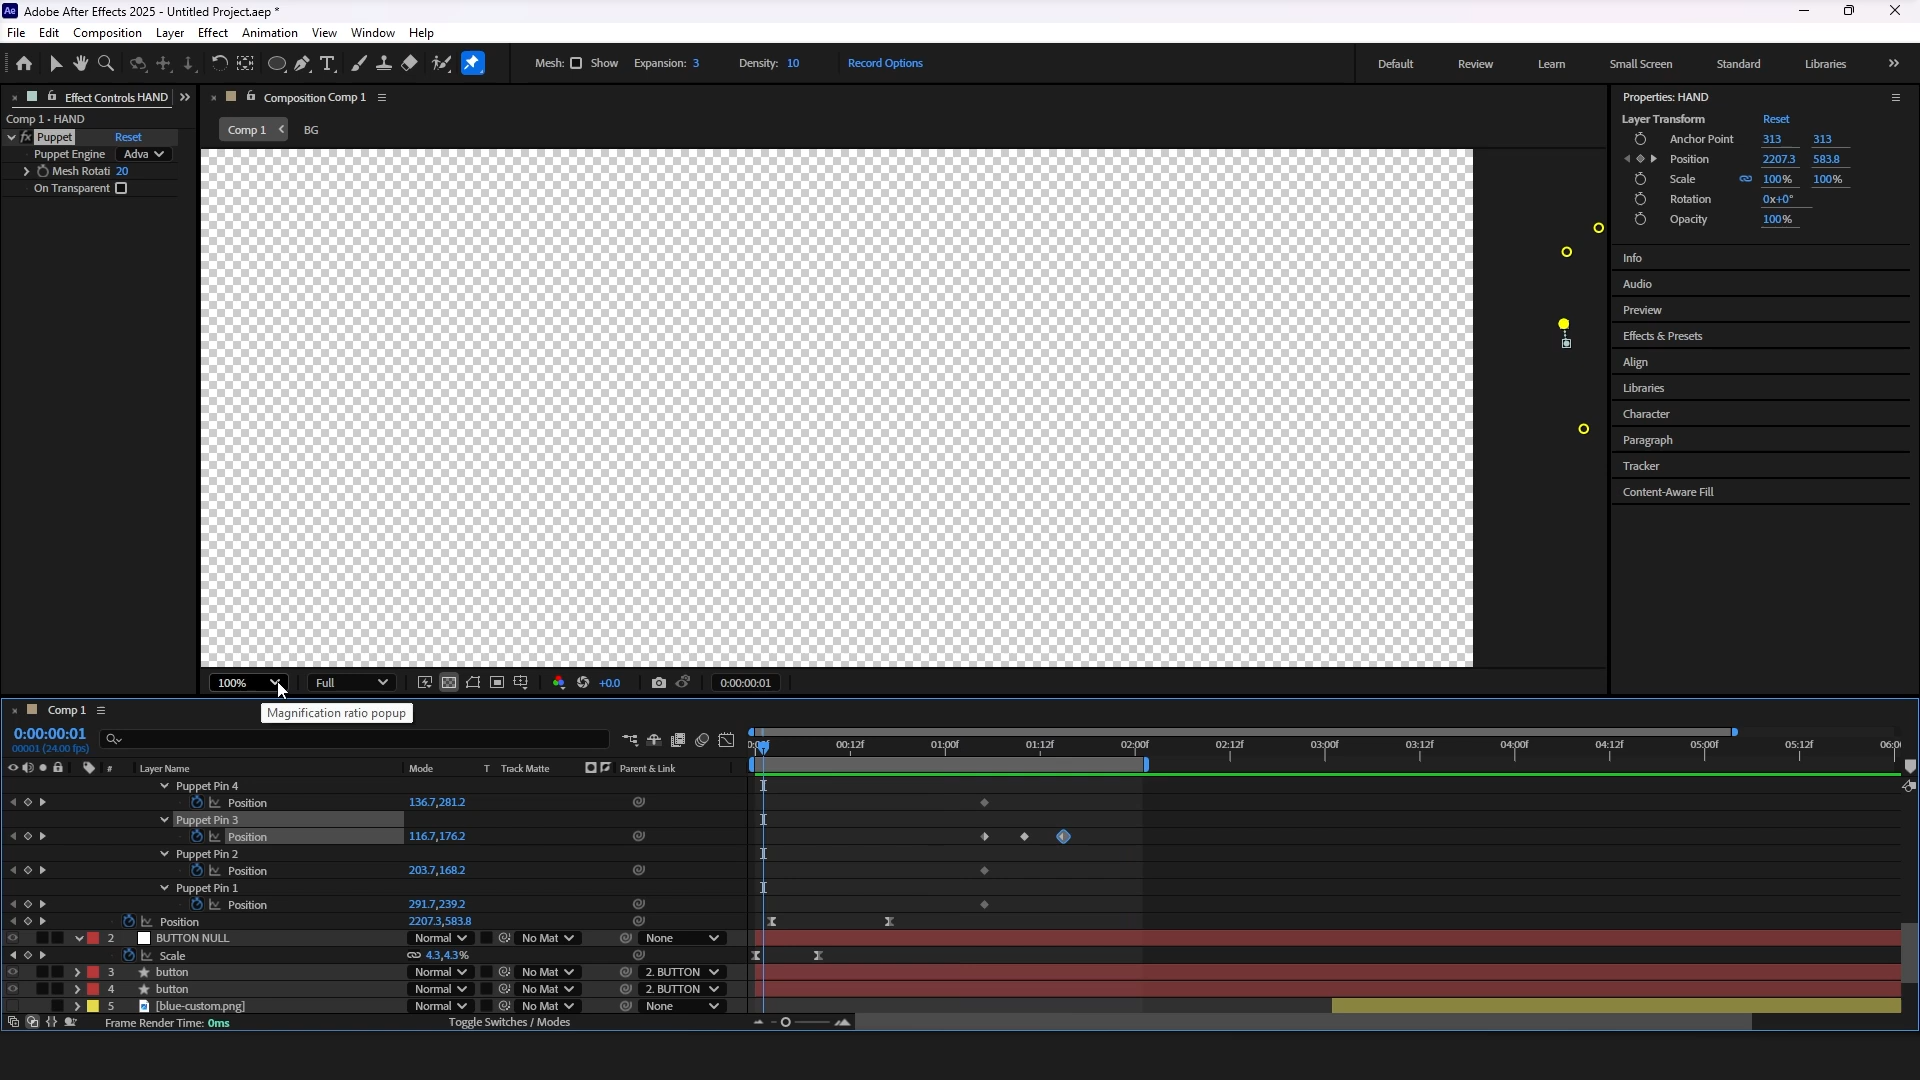 Ae Adobe After Effects 2025 - Untitled Project.aep *
File Edit Composition Layer Effect Animation View Window Help
Mesh: Show Expansion: 3 Density: 10 Record Options
Default Review Learn Small Screen Standard Libraries
Effect Controls HAND
Composition Comp 1
Properties: HAND
Comp 1 • HAND
Comp 1 BG
fx Puppet Reset
Puppet Engine Adva
Mesh Rotati 20
On Transparent
Layer Transform Reset
Anchor Point 313 313
Position 2207.3 583.8
Scale 100% 100%
Rotation 0x+0°
Opacity 100%
Info
Audio
Preview
Effects & Presets
Align
Libraries
Character
Paragraph
Tracker
Content-Aware Fill
100% Full +0.0 0:00:00:01
Magnification ratio popup
Comp 1
0:00:00:01
00001 (24.00 fps)
00:12f 01:00f 01:12f 02:00f 02:12f 03:00f 03:12f 04:00f 04:12f 05:00f 05:12f
# Layer Name Mode T Track Matte Parent & Link
Puppet Pin 4
Position 136.7,281.2
Puppet Pin 3
Position 116.7,176.2
Puppet Pin 2
Position 203.7,168.2
Puppet Pin 1
Position 291.7,239.2
Position 2207.3,583.8
2 BUTTON NULL Normal No Mat None
Scale 4.3,4.3%
3 button Normal No Mat 2. BUTTON
4 button Normal No Mat 2. BUTTON
5 [blue-custom.png] Normal No Mat None
Frame Render Time: 0ms Toggle Switches / Modes